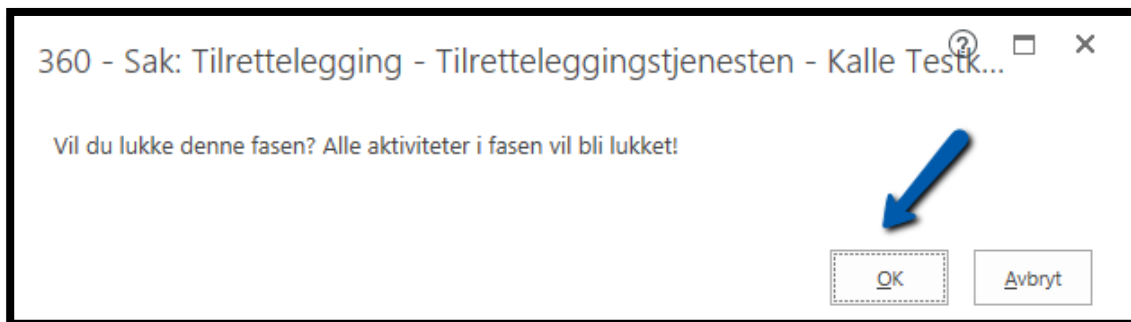 360 - Sak: Tilrettelegging - Tilretteleggingstjenesten - Kalle Testk...
Vil du lukke denne fasen? Alle aktiviteter i fasen vil bli lukket!
OK Avbryt